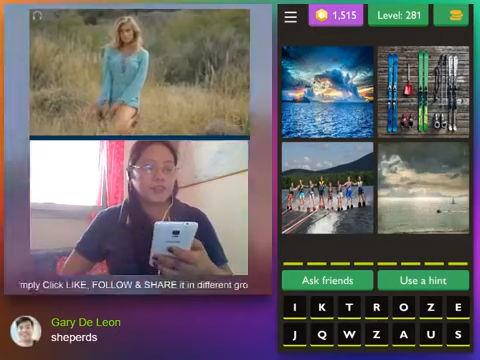 1,515
Level: 281
mply Click LIKE, FOLLOW & SHARE it in different gro
Ask friends
Use a hint
I K T R O Z E
J Q W Z A U S
Gary De Leon
sheperds